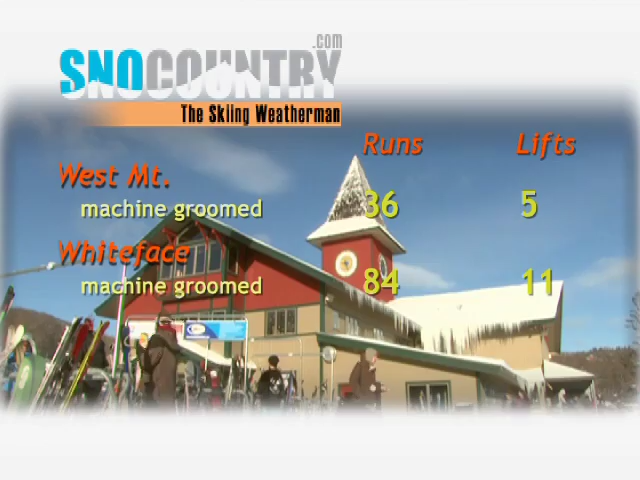 .com
SNOCOUNTRY
The Skiing Weatherman
Runs Lifts
West Mt.
machine groomed 36 5
Whiteface
machine groomed 84 11